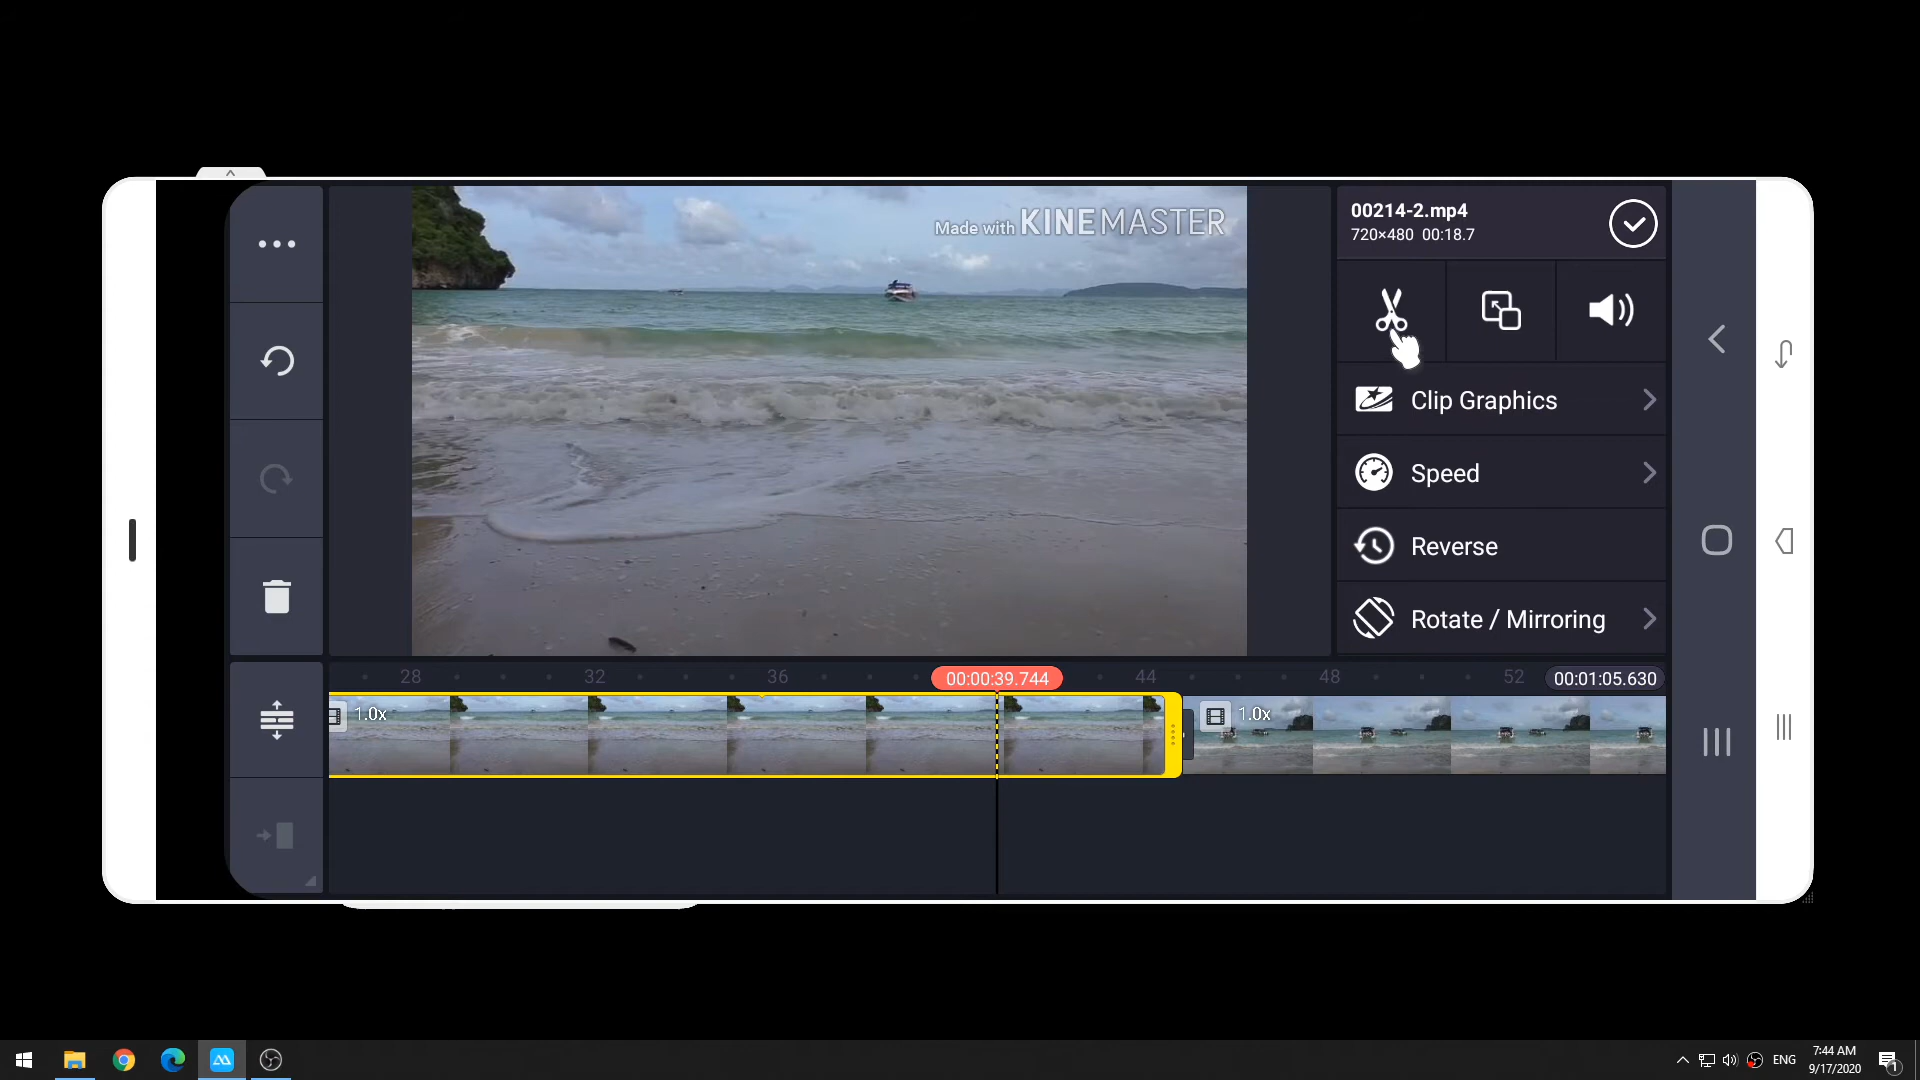 Made with KINEMASTER
00214-2.mp4
720×480 00:18.7
Clip Graphics
Speed
Reverse
Rotate / Mirroring
28 32 36 00:00:39.744 44 48 52 00:01:05.630
1.0x 1.0x
ENG 7:44 AM
9/17/2020
1